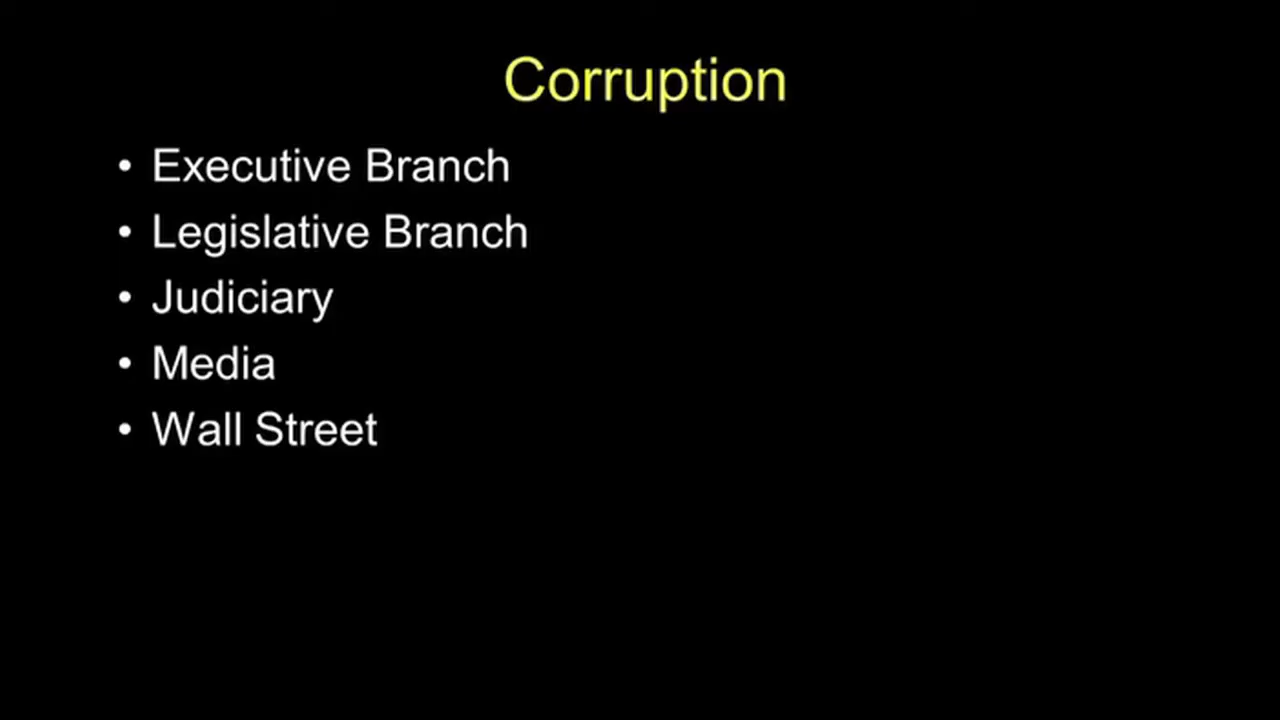 Corruption
• Executive Branch
• Legislative Branch
• Judiciary
• Media
• Wall Street